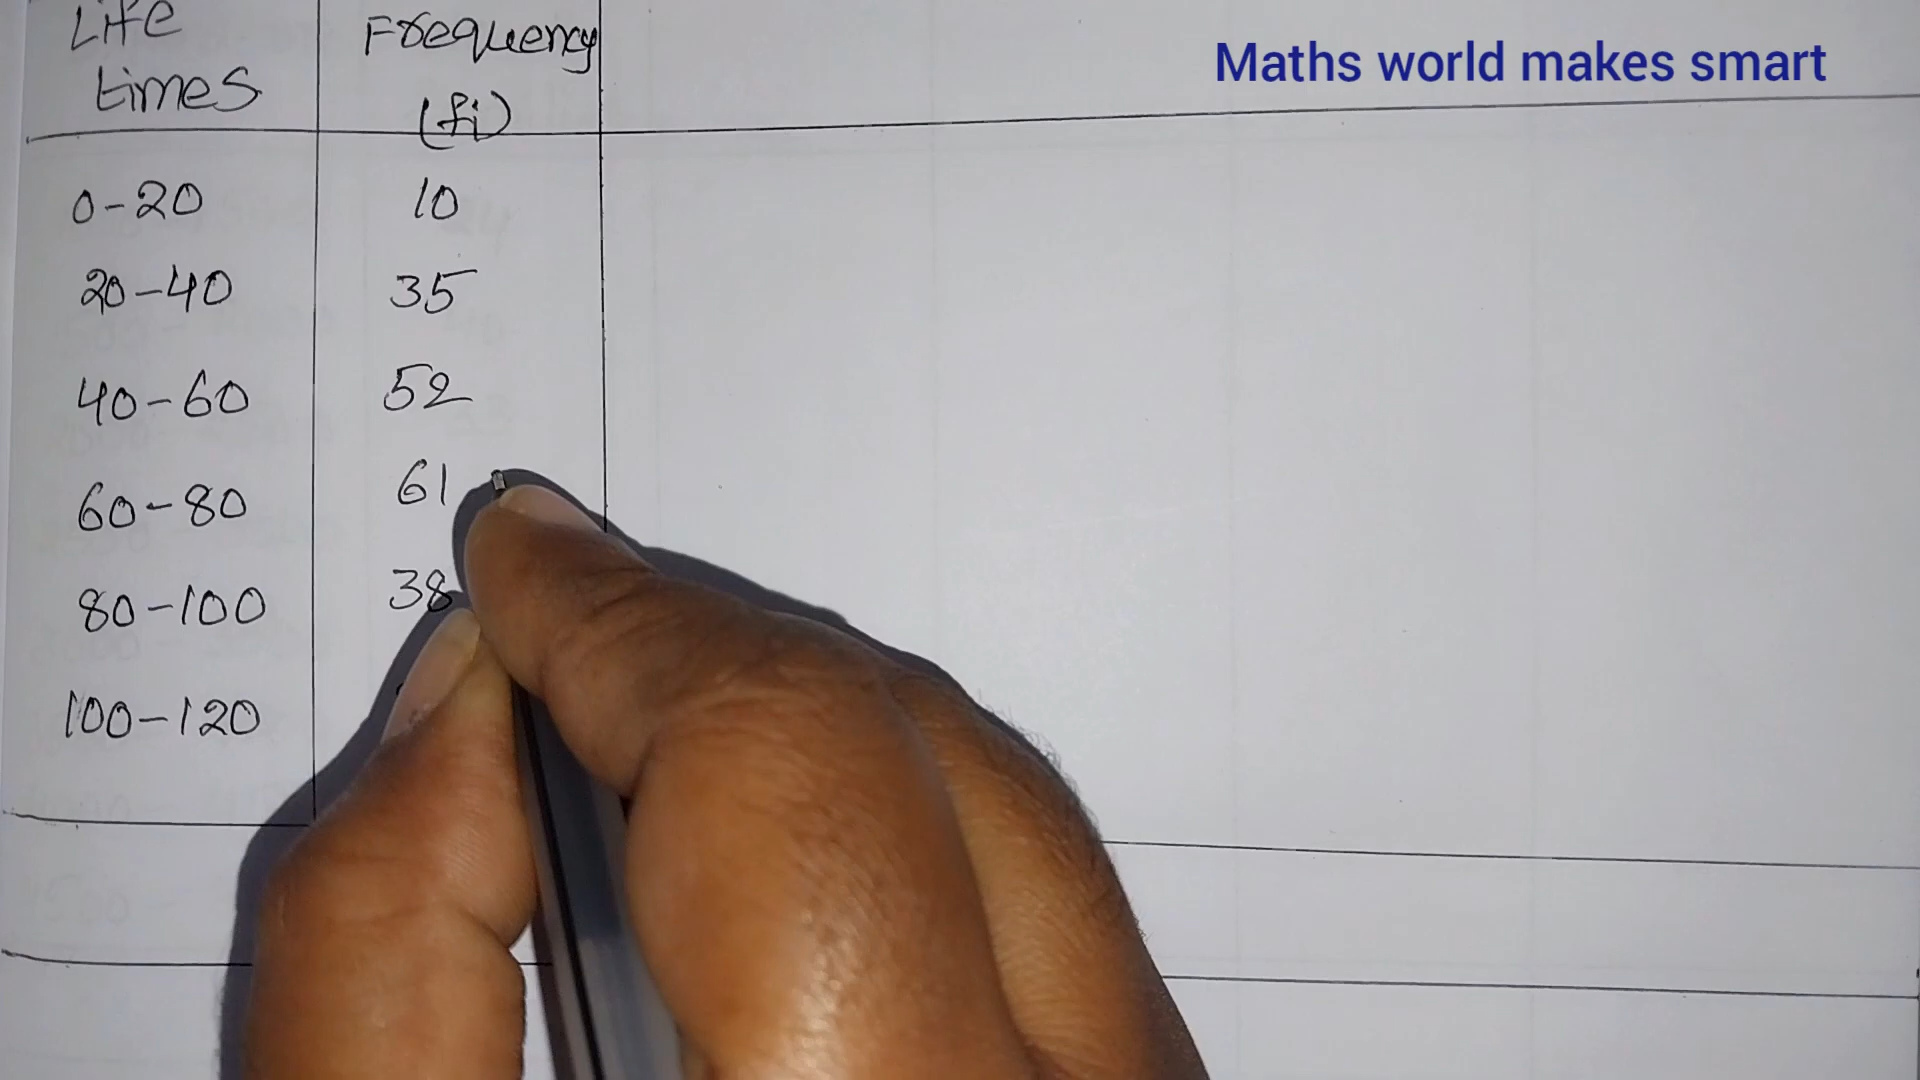 Maths world makes smart
Life times
Frequency (fi)
0-20 10
20-40 35
40-60 52
60-80 61
80-100 38
100-120